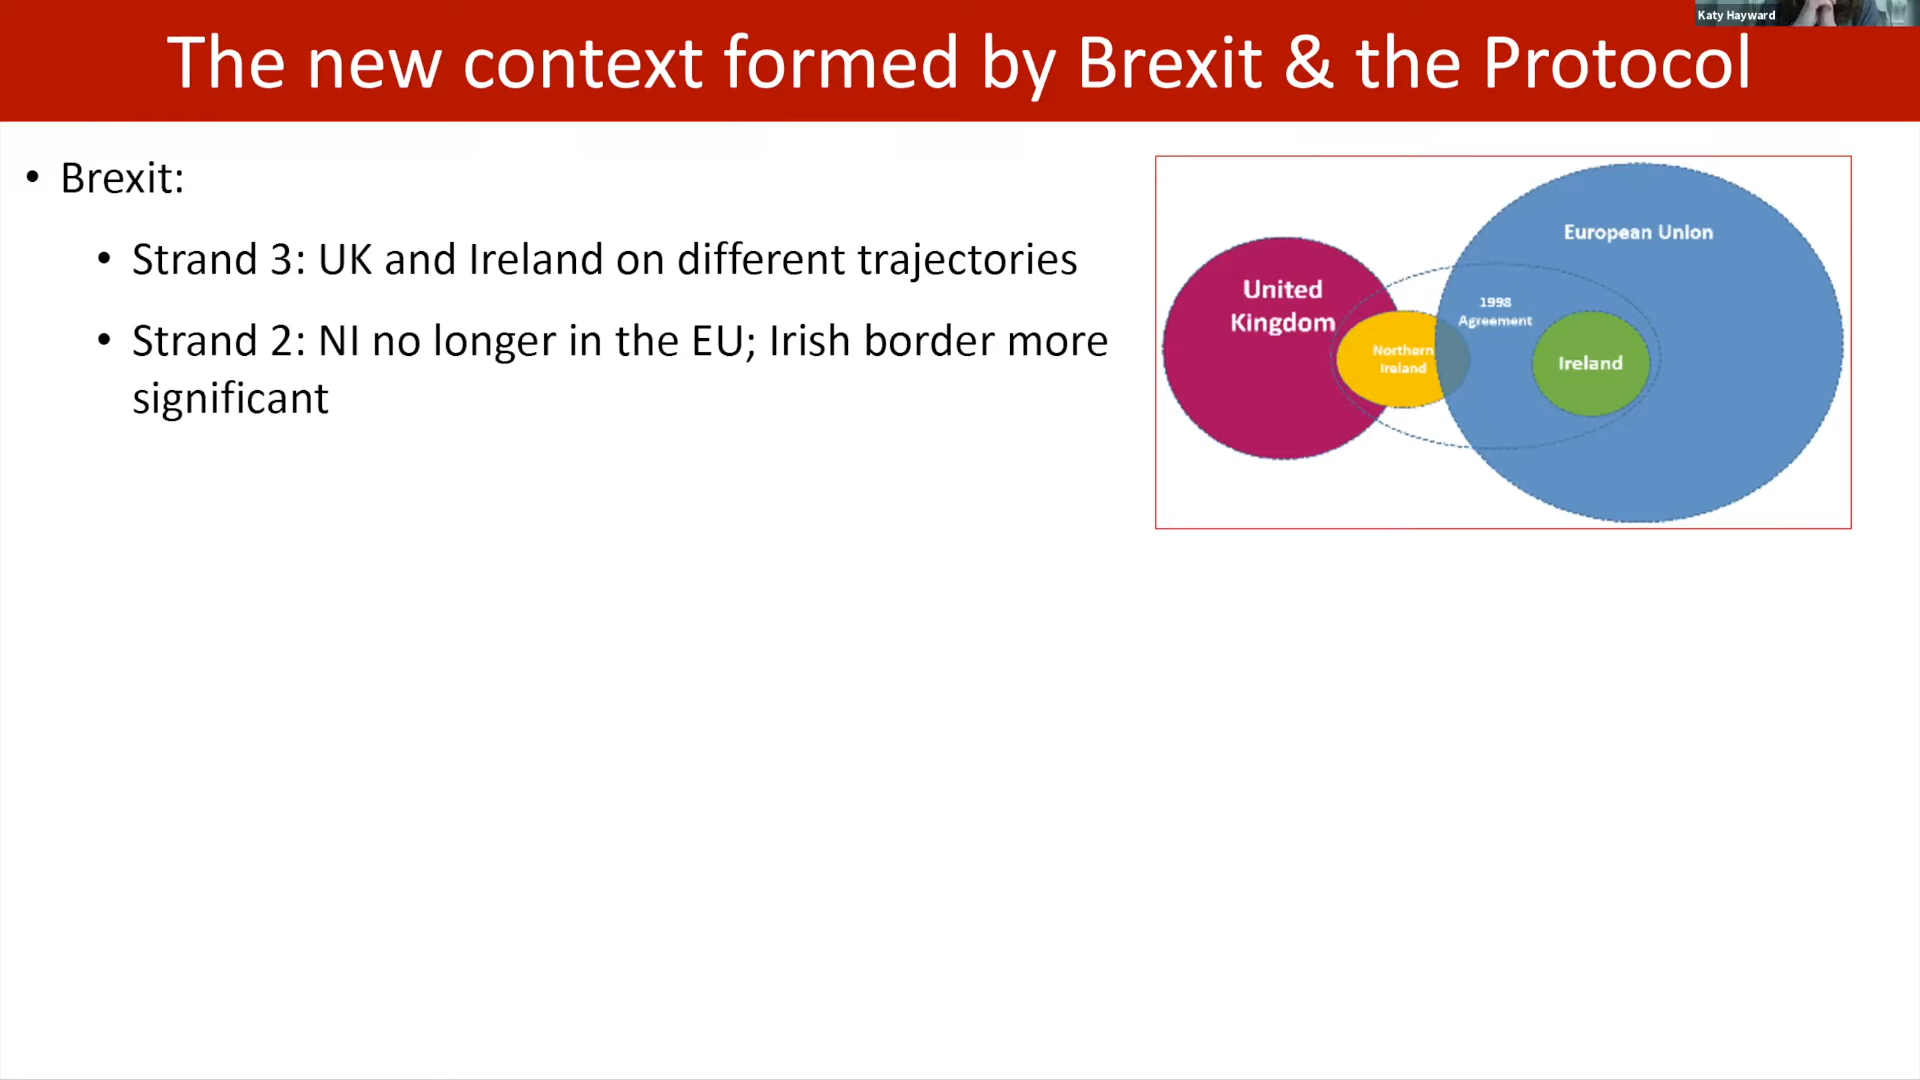 Katy Hayward
The new context formed by Brexit & the Protocol
• Brexit:
• Strand 3: UK and Ireland on different trajectories
• Strand 2: NI no longer in the EU; Irish border more
significant
European Union
United
Kingdom
1998
Agreement
Northern
Ireland
Ireland